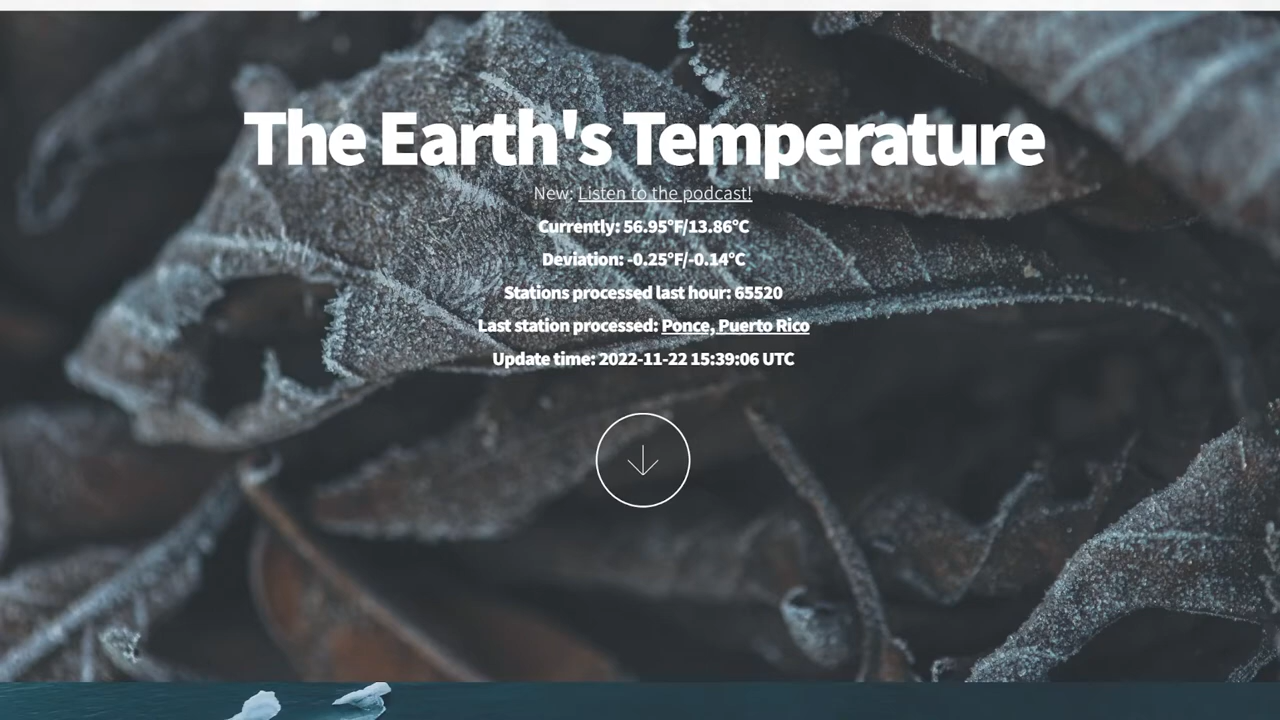 The Earth's Temperature
New: Listen to the podcast!
Currently: 56.95°F/13.86°C
Deviation: -0.25°F/-0.14°C
Stations processed last hour: 65520
Last station processed: Ponce, Puerto Rico
Update time: 2022-11-22 15:39:06 UTC